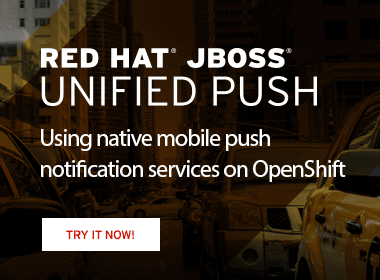 RED HAT® JBOSS®
UNIFIED PUSH
Using native mobile push
notification services on OpenShift
TRY IT NOW!